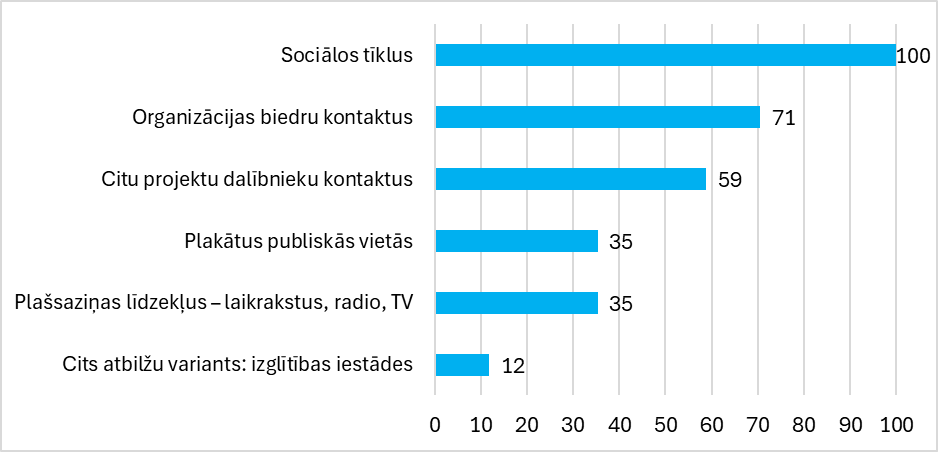 Sociālos tīklus 100
Organizācijas biedru kontaktus 71
Citu projektu dalībnieku kontaktus 59
Plakātus publiskās vietās 35
Plašsaziņas līdzekļus – laikrakstus, radio, TV 35
Cits atbilžu variants: izglītības iestādes 12
0 10 20 30 40 50 60 70 80 90 100